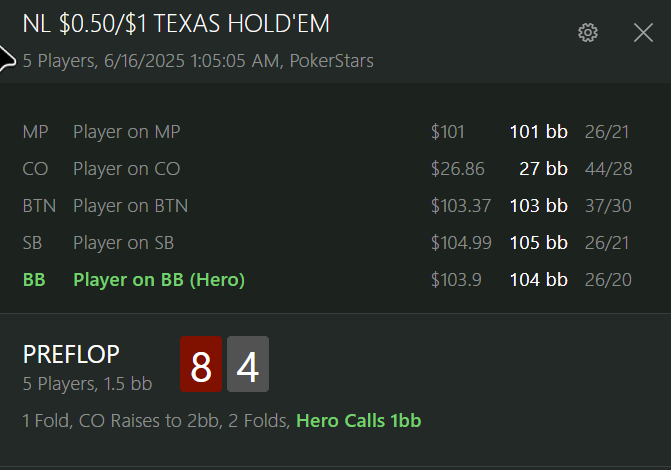 NL $0.50/$1 TEXAS HOLD'EM
5 Players, 6/16/2025 1:05:05 AM, PokerStars
MP Player on MP $101 101 bb 26/21
CO Player on CO $26.86 27 bb 44/28
BTN Player on BTN $103.37 103 bb 37/30
SB Player on SB $104.99 105 bb 26/21
BB Player on BB (Hero) $103.9 104 bb 26/20
PREFLOP 8 4
5 Players, 1.5 bb
1 Fold, CO Raises to 2bb, 2 Folds, Hero Calls 1bb